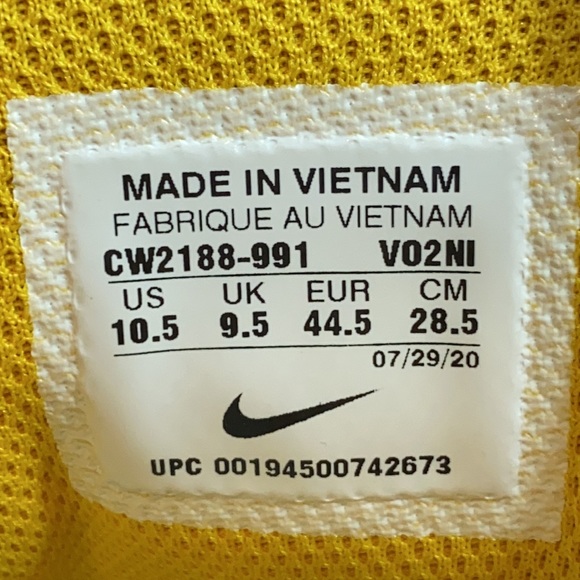 MADE IN VIETNAM
FABRIQUE AU VIETNAM
CW2188-991 VO2NI
US UK EUR CM
10.5 9.5 44.5 28.5
07/29/20
UPC 00194500742673